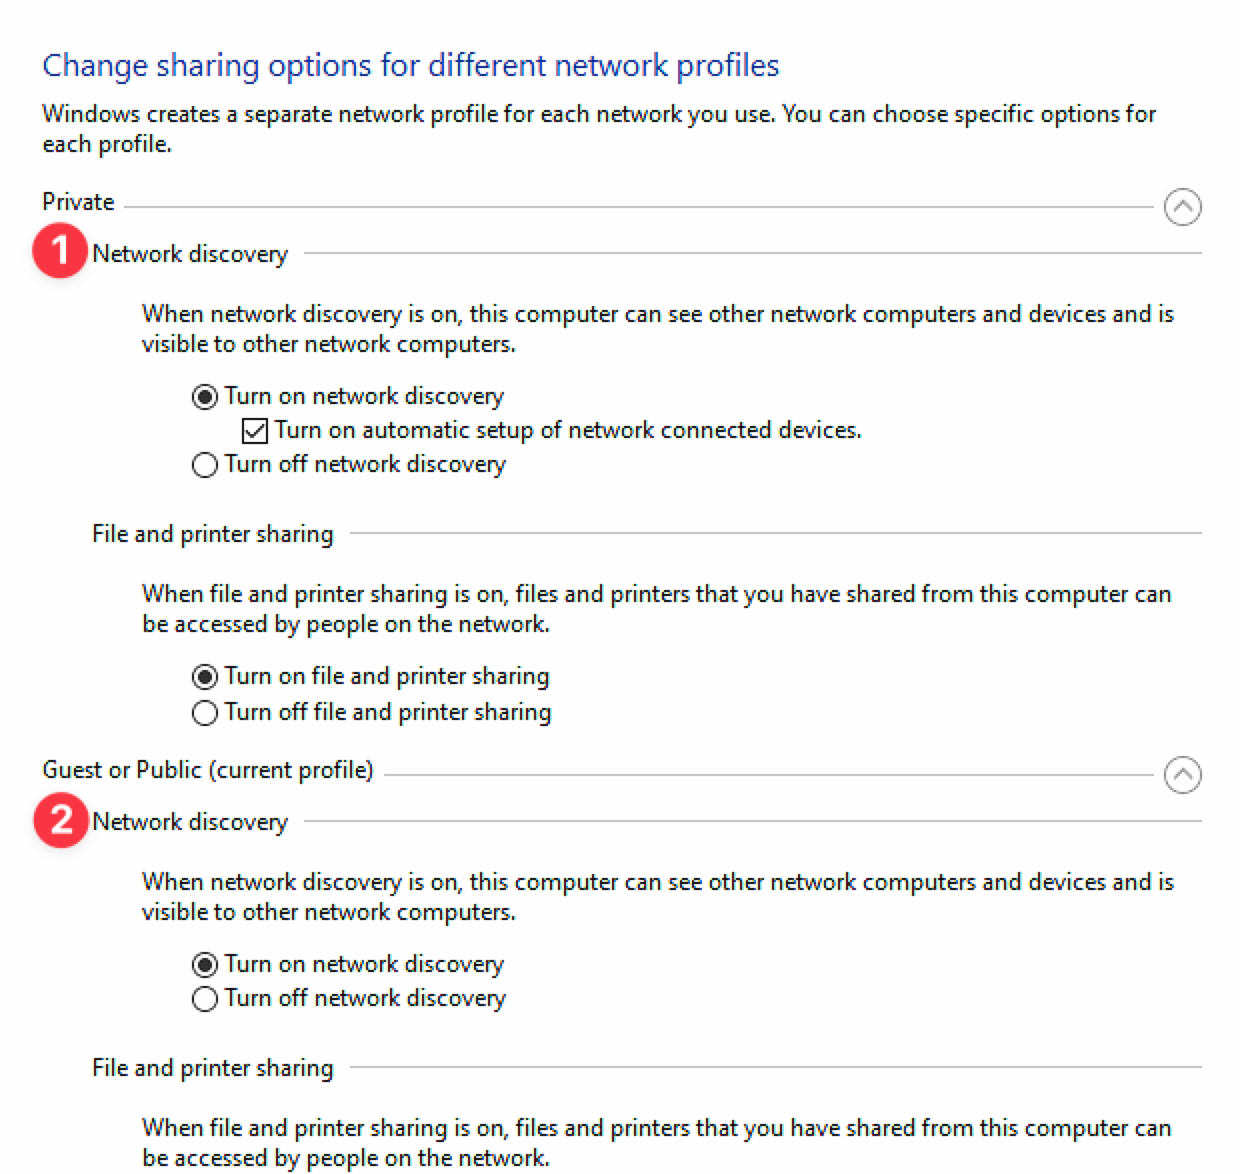 Change sharing options for different network profiles
Windows creates a separate network profile for each network you use. You can choose specific options for
each profile.
Private
1 Network discovery
When network discovery is on, this computer can see other network computers and devices and is
visible to other network computers.
Turn on network discovery
Turn on automatic setup of network connected devices.
Turn off network discovery
File and printer sharing
When file and printer sharing is on, files and printers that you have shared from this computer can
be accessed by people on the network.
Turn on file and printer sharing
Turn off file and printer sharing
Guest or Public (current profile)
2 Network discovery
When network discovery is on, this computer can see other network computers and devices and is
visible to other network computers.
Turn on network discovery
Turn off network discovery
File and printer sharing
When file and printer sharing is on, files and printers that you have shared from this computer can
be accessed by people on the network.